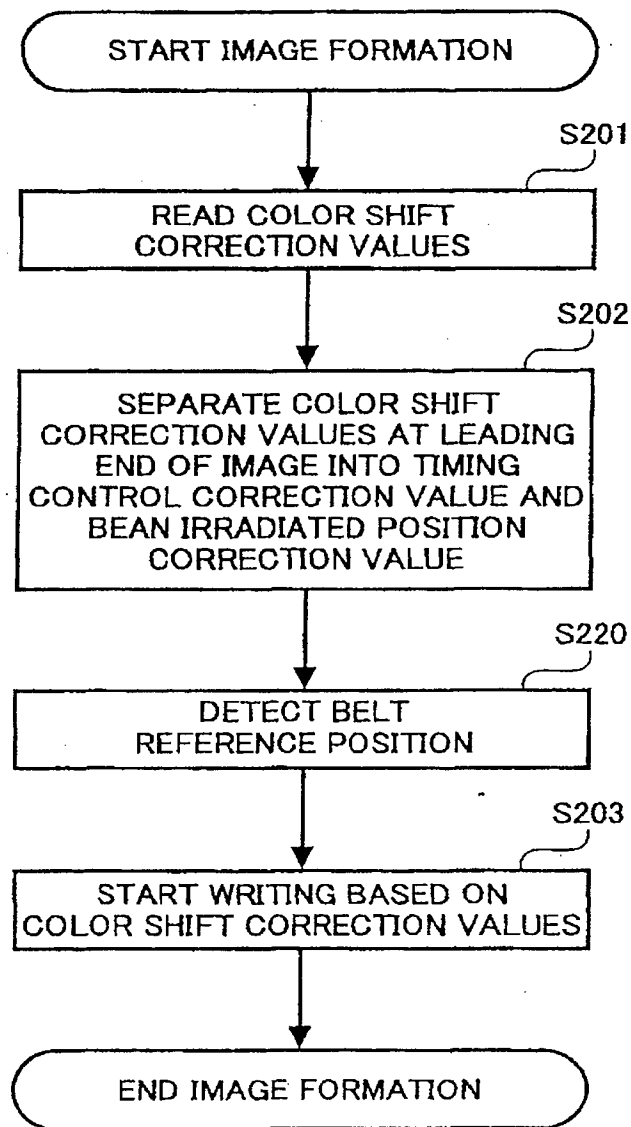 START IMAGE FORMATION
S201
READ COLOR SHIFT
CORRECTION VALUES
S202
SEPARATE COLOR SHIFT
CORRECTION VALUES AT LEADING
END OF IMAGE INTO TIMING
CONTROL CORRECTION VALUE AND
BEAN IRRADIATED POSITION
CORRECTION VALUE
S220
DETECT BELT
REFERENCE POSITION
S203
START WRITING BASED ON
COLOR SHIFT CORRECTION VALUES
END IMAGE FORMATION